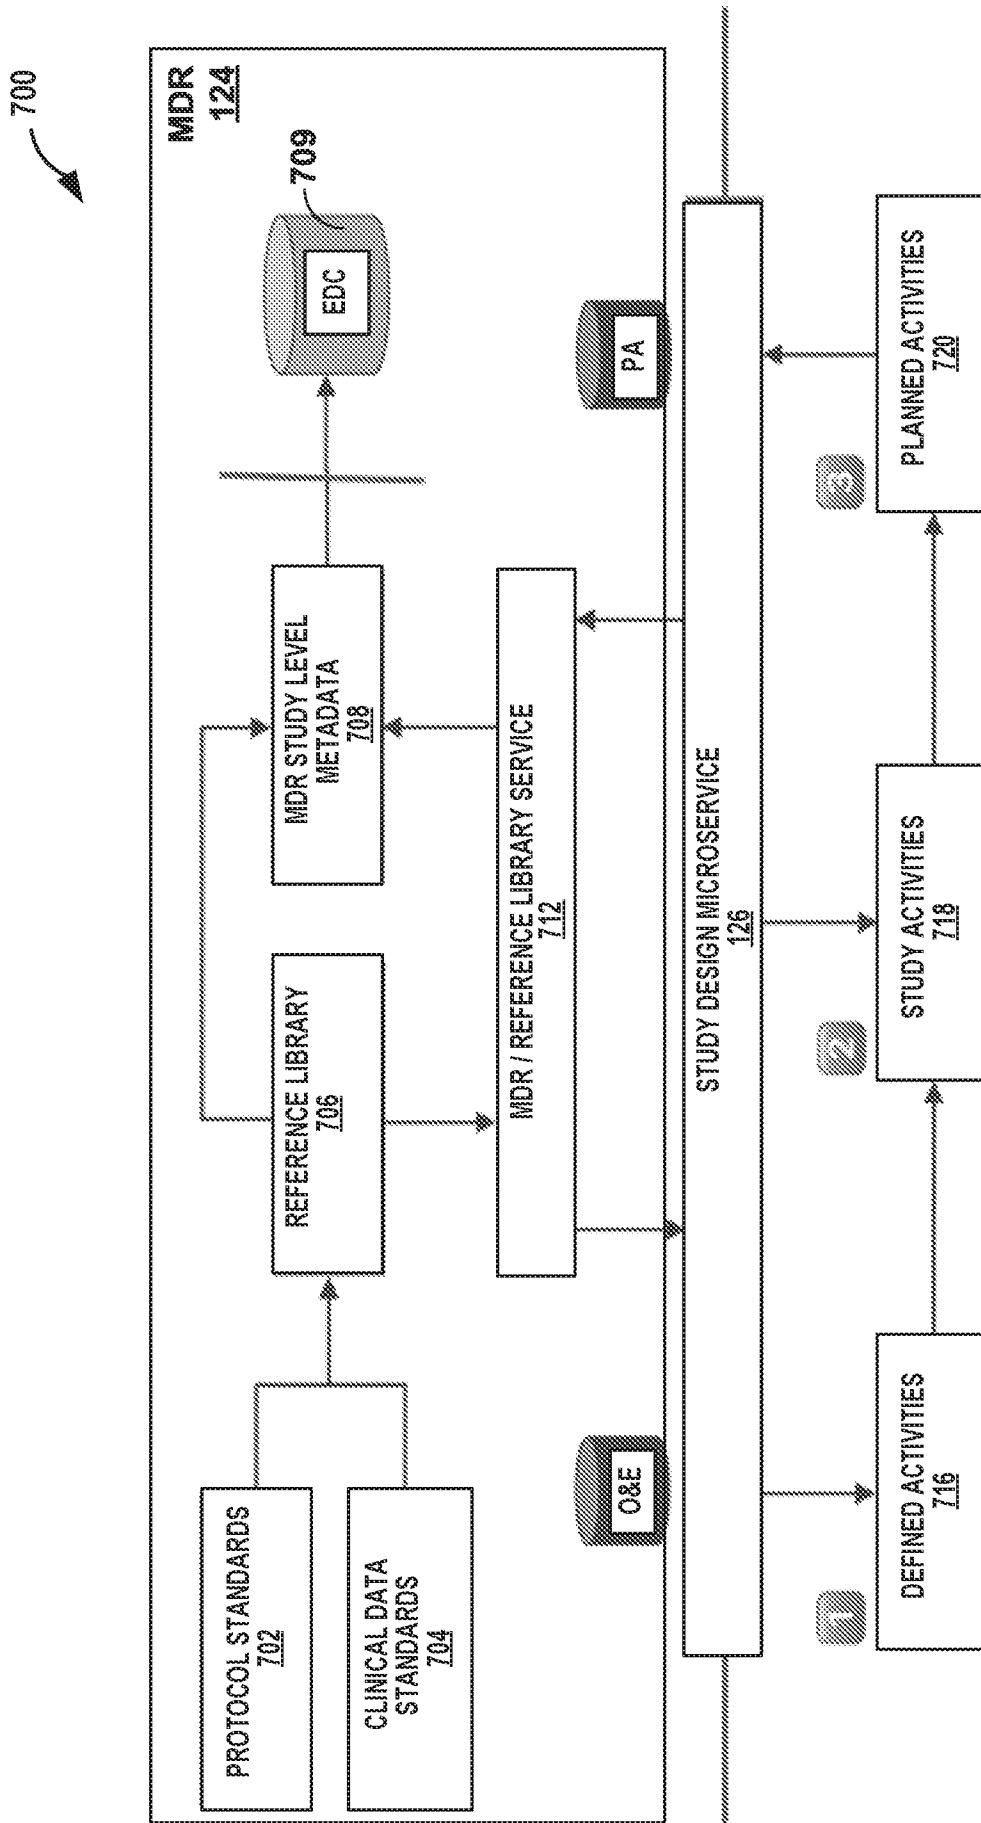 700
MDR
124
PROTOCOL STANDARDS
702
CLINICAL DATA
STANDARDS
704
REFERENCE LIBRARY
706
MDR STUDY LEVEL
METADATA
708
EDC
709
MDR / REFERENCE LIBRARY SERVICE
712
O&E
PA
STUDY DESIGN MICROSERVICE
126
1
DEFINED ACTIVITIES
716
2
STUDY ACTIVITIES
718
3
PLANNED ACTIVITIES
720